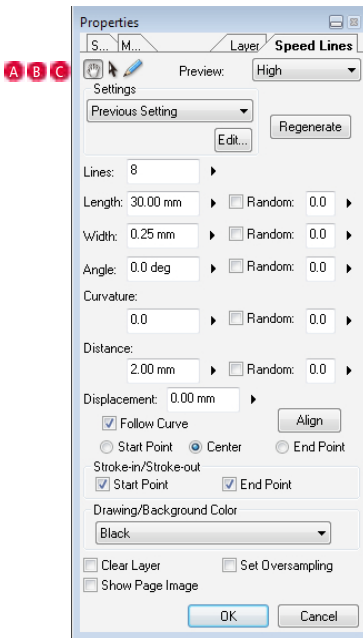 Properties
S... M... Layer Speed Lines
A B C Preview: High
Settings
Previous Setting
Edit... Regenerate
Lines: 8
Length: 30.00 mm Random: 0.0
Width: 0.25 mm Random: 0.0
Angle: 0.0 deg Random: 0.0
Curvature:
0.0 Random: 0.0
Distance:
2.00 mm Random: 0.0
Displacement: 0.00 mm
Follow Curve Align
Start Point Center End Point
Stroke-in/Stroke-out
Start Point End Point
Drawing/Background Color
Black
Clear Layer Set Oversampling
Show Page Image
OK Cancel